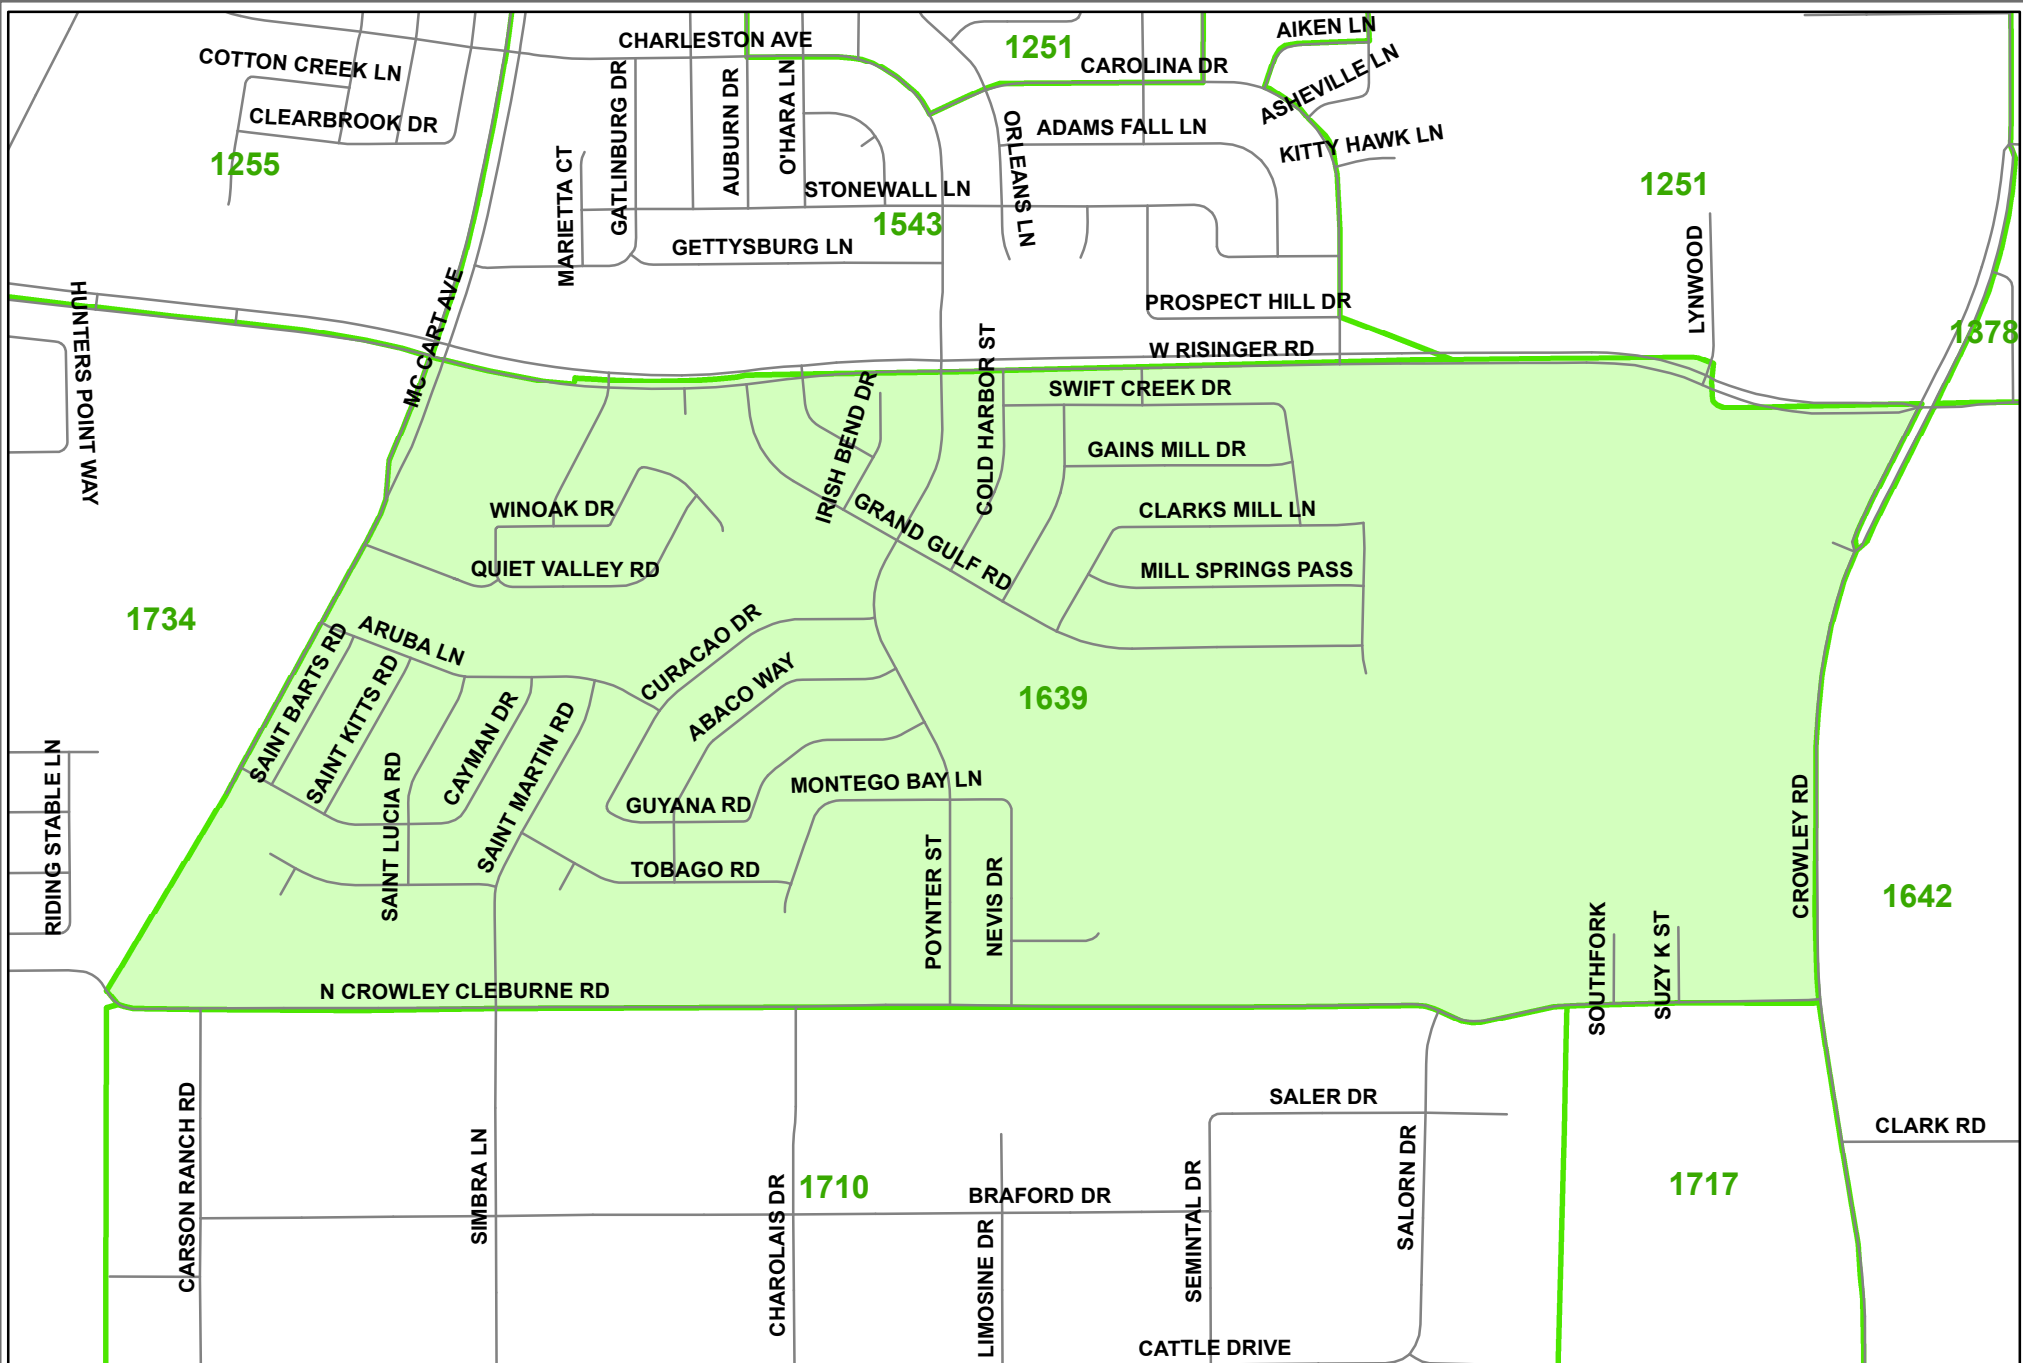 AIKEN LN
CHARLESTON AVE
1251
COTTON CREEK LN
CAROLINA DR
ASHEVILLE LN
CLEARBROOK DR
GATLINBURG DR
AUBURN DR
O'HARA LN
ORLEANS LN
ADAMS FALL LN
KITTY HAWK LN
1255
MARIETTA CT
STONEWALL LN
1251
1543
GETTYSBURG LN
LYNWOOD
HUNTERS POINT WAY
MC CART AVE
PROSPECT HILL DR
1378
W RISINGER RD
COLD HARBOR ST
SWIFT CREEK DR
IRISH BEND DR
GAINS MILL DR
WINOAK DR
GRAND GULF RD
CLARKS MILL LN
QUIET VALLEY RD
MILL SPRINGS PASS
1734
ARUBA LN
CURACAO DR
SAINT BARTS RD
SAINT KITTS RD
ABACO WAY
1639
CAYMAN DR
SAINT MARTIN RD
RIDING STABLE LN
SAINT LUCIA RD
GUYANA RD
MONTEGO BAY LN
CROWLEY RD
TOBAGO RD
POYNTER ST
NEVIS DR
1642
SOUTHFORK
SUZY K ST
N CROWLEY CLEBURNE RD
SALER DR
CARSON RANCH RD
SIMBRA LN
CHAROLAIS DR
1710
BRAFORD DR
LIMOSINE DR
SEMINTAL DR
SALORN DR
CLARK RD
1717
CATTLE DRIVE